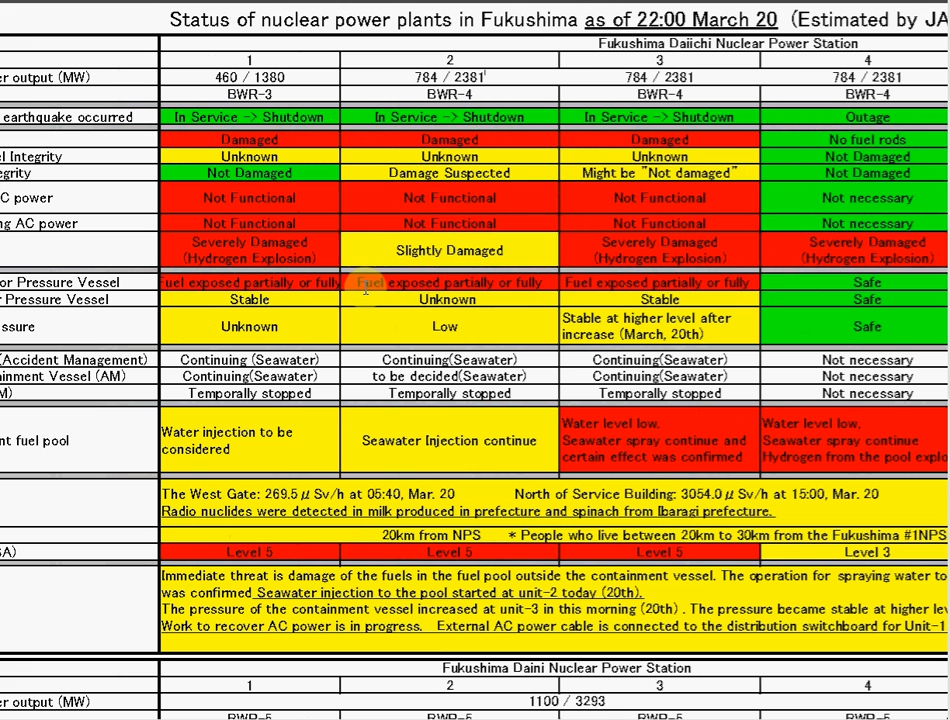 Status of nuclear power plants in Fukushima as of 22:00 March 20 (Estimated by JA
Fukushima Daiichi Nuclear Power Station
1 2 3 4
er output (MW) 460 / 1380 784 / 2381 784 / 2381 784 / 2381
BWR-3 BWR-4 BWR-4 BWR-4
earthquake occurred In Service -> Shutdown In Service -> Shutdown In Service -> Shutdown Outage
Damaged Damaged Damaged No fuel rods
el Integrity Unknown Unknown Unknown Not Damaged
egrity Not Damaged Damage Suspected Might be "Not damaged" Not Damaged
C power Not Functional Not Functional Not Functional Not necessary
ng AC power Not Functional Not Functional Not Functional Not necessary
Severely Damaged (Hydrogen Explosion) Slightly Damaged Severely Damaged (Hydrogen Explosion) Severely Damaged (Hydrogen Explosion)
or Pressure Vessel Fuel exposed partially or fully Fuel exposed partially or fully Fuel exposed partially or fully Safe
r Pressure Vessel Stable Unknown Stable Safe
ssure Unknown Low Stable at higher level after increase (March, 20th) Safe
(Accident Management) Continuing (Seawater) Continuing(Seawater) Continuing(Seawater) Not necessary
ainment Vessel (AM) Continuing(Seawater) to be decided(Seawater) Continuing(Seawater) Not necessary
M) Temporally stopped Temporally stopped Temporally stopped Not necessary
nt fuel pool Water injection to be considered Seawater Injection continue Water level low, Seawater spray continue and certain effect was confirmed Water level low, Seawater spray continue Hydrogen from the pool explo
The West Gate: 269.5μSv/h at 05:40, Mar. 20 North of Service Building: 3054.0μSv/h at 15:00, Mar. 20
Radio nuclides were detected in milk produced in prefecture and spinach from Ibaragi prefecture.
20km from NPS * People who live between 20km to 30km from the Fukushima #1NPS
SA) Level 5 Level 5 Level 5 Level 3
Immediate threat is damage of the fuels in the fuel pool outside the containment vessel. The operation for spraying water to
was confirmed Seawater injection to the pool started at unit-2 today (20th).
The pressure of the containment vessel increased at unit-3 in this morning (20th) . The pressure became stable at higher lev
Work to recover AC power is in progress. External AC power cable is connected to the distribution switchboard for Unit-1
Fukushima Daini Nuclear Power Station
1 2 3 4
er output (MW) 1100 / 3293
BWR-5 BWR-5 BWR-5 BWR-5